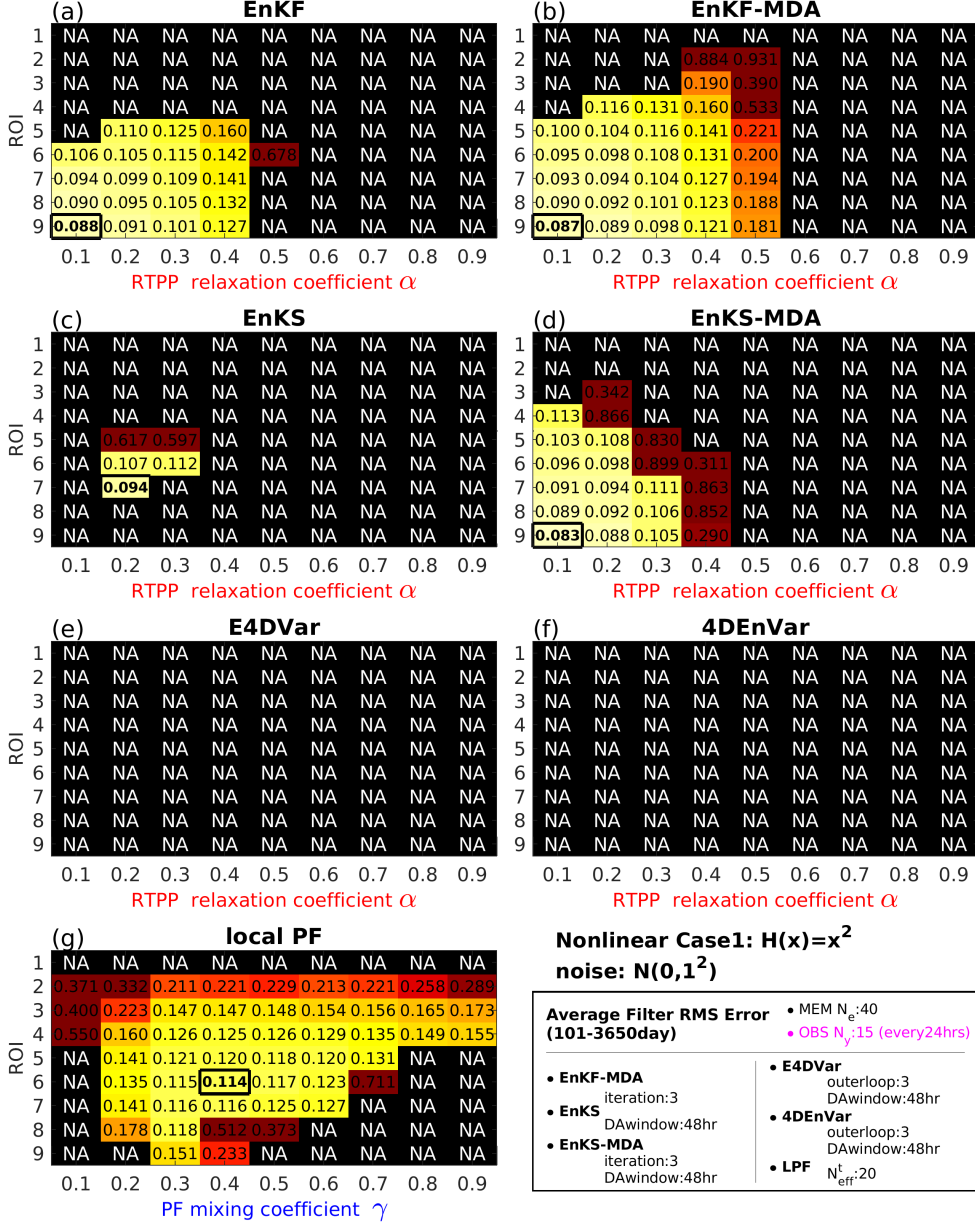 (a) EnKF
1 NA NA NA NA NA NA NA NA NA
2 NA NA NA NA NA NA NA NA NA
3 NA NA NA NA NA NA NA NA NA
4 NA NA NA NA NA NA NA NA NA
5 NA 0.110 0.125 0.160 NA NA NA NA NA
6 0.106 0.105 0.115 0.142 0.678 NA NA NA NA
7 0.094 0.099 0.109 0.141 NA NA NA NA NA
8 0.090 0.095 0.105 0.132 NA NA NA NA NA
9 0.088 0.091 0.101 0.127 NA NA NA NA NA
ROI
0.1 0.2 0.3 0.4 0.5 0.6 0.7 0.8 0.9
RTPP relaxation coefficient α
(b) EnKF-MDA
1 NA NA NA NA NA NA NA NA NA
2 NA NA NA 0.884 0.931 NA NA NA NA
3 NA NA NA 0.190 0.390 NA NA NA NA
4 NA 0.116 0.131 0.160 0.533 NA NA NA NA
5 0.100 0.104 0.116 0.141 0.221 NA NA NA NA
6 0.095 0.098 0.108 0.131 0.200 NA NA NA NA
7 0.093 0.094 0.104 0.127 0.194 NA NA NA NA
8 0.090 0.092 0.101 0.123 0.188 NA NA NA NA
9 0.087 0.089 0.098 0.121 0.181 NA NA NA NA
0.1 0.2 0.3 0.4 0.5 0.6 0.7 0.8 0.9
RTPP relaxation coefficient α
(c) EnKS
1 NA NA NA NA NA NA NA NA NA
2 NA NA NA NA NA NA NA NA NA
3 NA NA NA NA NA NA NA NA NA
4 NA NA NA NA NA NA NA NA NA
5 NA 0.617 0.597 NA NA NA NA NA NA
6 NA 0.107 0.112 NA NA NA NA NA NA
7 NA 0.094 NA NA NA NA NA NA NA
8 NA NA NA NA NA NA NA NA NA
9 NA NA NA NA NA NA NA NA NA
ROI
0.1 0.2 0.3 0.4 0.5 0.6 0.7 0.8 0.9
RTPP relaxation coefficient α
(d) EnKS-MDA
1 NA NA NA NA NA NA NA NA NA
2 NA NA NA NA NA NA NA NA NA
3 NA 0.342 NA NA NA NA NA NA NA
4 0.113 0.866 NA NA NA NA NA NA NA
5 0.103 0.108 0.830 NA NA NA NA NA NA
6 0.096 0.098 0.899 0.311 NA NA NA NA NA
7 0.091 0.094 0.111 0.863 NA NA NA NA NA
8 0.089 0.092 0.106 0.852 NA NA NA NA NA
9 0.083 0.088 0.105 0.290 NA NA NA NA NA
0.1 0.2 0.3 0.4 0.5 0.6 0.7 0.8 0.9
RTPP relaxation coefficient α
(e) E4DVar
1 NA NA NA NA NA NA NA NA NA
2 NA NA NA NA NA NA NA NA NA
3 NA NA NA NA NA NA NA NA NA
4 NA NA NA NA NA NA NA NA NA
5 NA NA NA NA NA NA NA NA NA
6 NA NA NA NA NA NA NA NA NA
7 NA NA NA NA NA NA NA NA NA
8 NA NA NA NA NA NA NA NA NA
9 NA NA NA NA NA NA NA NA NA
ROI
0.1 0.2 0.3 0.4 0.5 0.6 0.7 0.8 0.9
RTPP relaxation coefficient α
(f) 4DEnVar
1 NA NA NA NA NA NA NA NA NA
2 NA NA NA NA NA NA NA NA NA
3 NA NA NA NA NA NA NA NA NA
4 NA NA NA NA NA NA NA NA NA
5 NA NA NA NA NA NA NA NA NA
6 NA NA NA NA NA NA NA NA NA
7 NA NA NA NA NA NA NA NA NA
8 NA NA NA NA NA NA NA NA NA
9 NA NA NA NA NA NA NA NA NA
0.1 0.2 0.3 0.4 0.5 0.6 0.7 0.8 0.9
RTPP relaxation coefficient α
(g) local PF
1 NA NA NA NA NA NA NA NA NA
2 0.371 0.332 0.211 0.221 0.229 0.213 0.221 0.258 0.289
3 0.400 0.223 0.147 0.147 0.148 0.154 0.156 0.165 0.173
4 0.550 0.160 0.126 0.125 0.126 0.129 0.135 0.149 0.155
5 NA 0.141 0.121 0.120 0.118 0.120 0.131 NA NA
6 NA 0.135 0.115 0.114 0.117 0.123 0.711 NA NA
7 NA 0.141 0.116 0.116 0.125 0.127 NA NA NA
8 NA 0.178 0.118 0.512 0.373 NA NA NA NA
9 NA NA 0.151 0.233 NA NA NA NA NA
ROI
0.1 0.2 0.3 0.4 0.5 0.6 0.7 0.8 0.9
PF mixing coefficient γ
Nonlinear Case1: H(x)=x²
noise: N(0,1²)
Average Filter RMS Error
(101-3650day)
• MEM N_e:40
• OBS N_y:15 (every24hrs)
• EnKF-MDA
iteration:3
• EnKS
DAwindow:48hr
• EnKS-MDA
iteration:3
DAwindow:48hr
• E4DVar
outerloop:3
DAwindow:48hr
• 4DEnVar
outerloop:3
DAwindow:48hr
• LPF N_eff^t:20